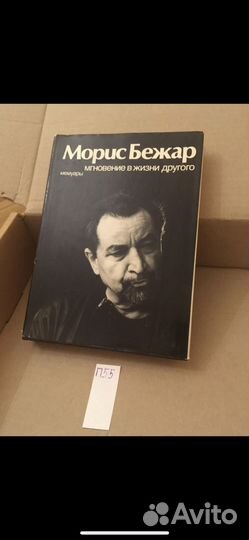 Морис Бежар
мгновение в жизни другого
мемуары
П55
Avito